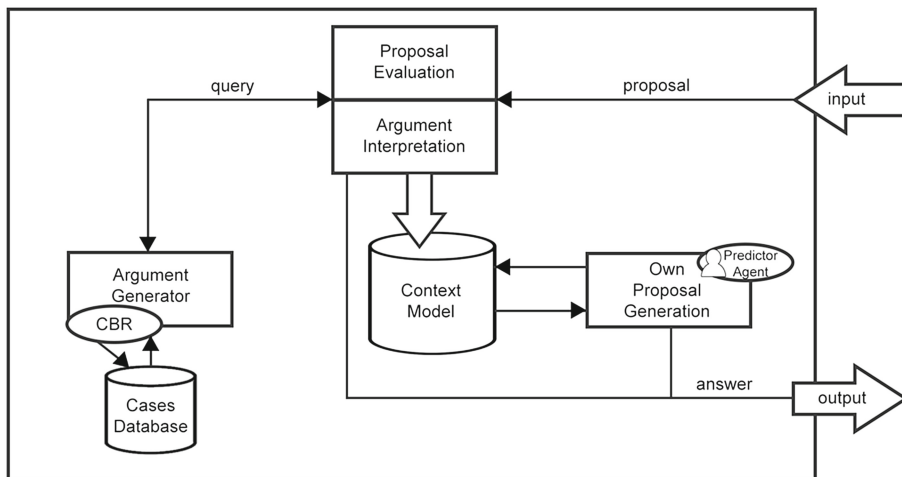 Proposal
Evaluation
query
proposal
input
Argument
Interpretation
Predictor
Agent
Argument
Generator
Own
Proposal
Generation
Context
Model
CBR
answer
output
Cases
Database